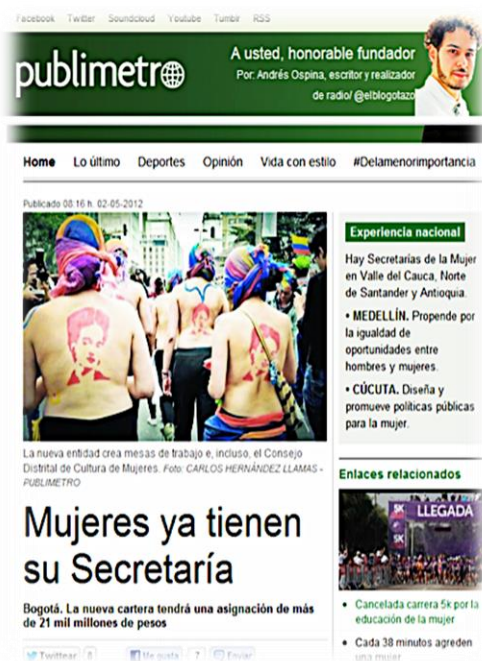 Facebook Twitter Soundcloud Youtube Tumblr RSS
publimetro
A usted, honorable fundador
Por: Andrés Ospina, escritor y realizador
de radio/ @elblogotazo
Home Lo último Deportes Opinión Vida con estilo #Delamenorimportancia
Publicado 08:16 h. 02-05-2012
La nueva entidad crea mesas de trabajo e, incluso, el Consejo
Distrital de Cultura de Mujeres. Foto: CARLOS HERNÁNDEZ LLAMAS -
PUBLIMETRO
Mujeres ya tienen
su Secretaría
Bogotá. La nueva cartera tendrá una asignación de más
de 21 mil millones de pesos
Twittear 8 Me gusta 7 Enviar
Experiencia nacional
Hay Secretarías de la Mujer
en Valle del Cauca, Norte
de Santander y Antioquia.
• MEDELLÍN. Propende por
la igualdad de
oportunidades entre
hombres y mujeres.
• CÚCUTA. Diseña y
promueve políticas públicas
para la mujer.
Enlaces relacionados
5K LLEGADA
5K
• Cancelada carrera 5k por la
educación de la mujer
• Cada 38 minutos agreden
una mujer